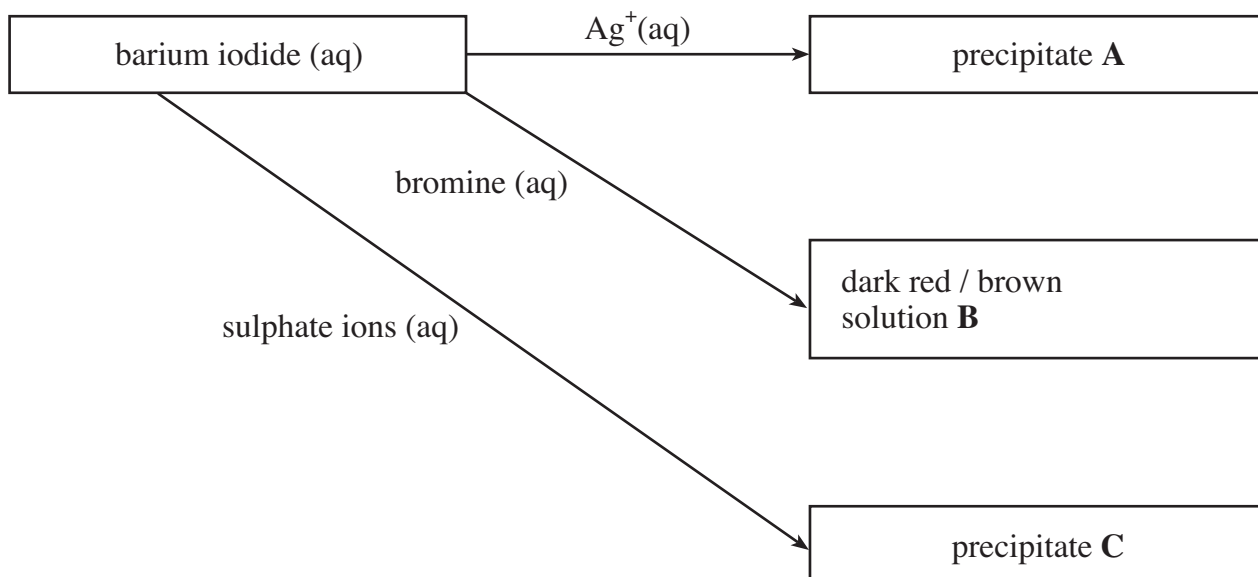 barium iodide (aq)
Ag⁺(aq)
precipitate A
bromine (aq)
dark red / brown
solution B
sulphate ions (aq)
precipitate C